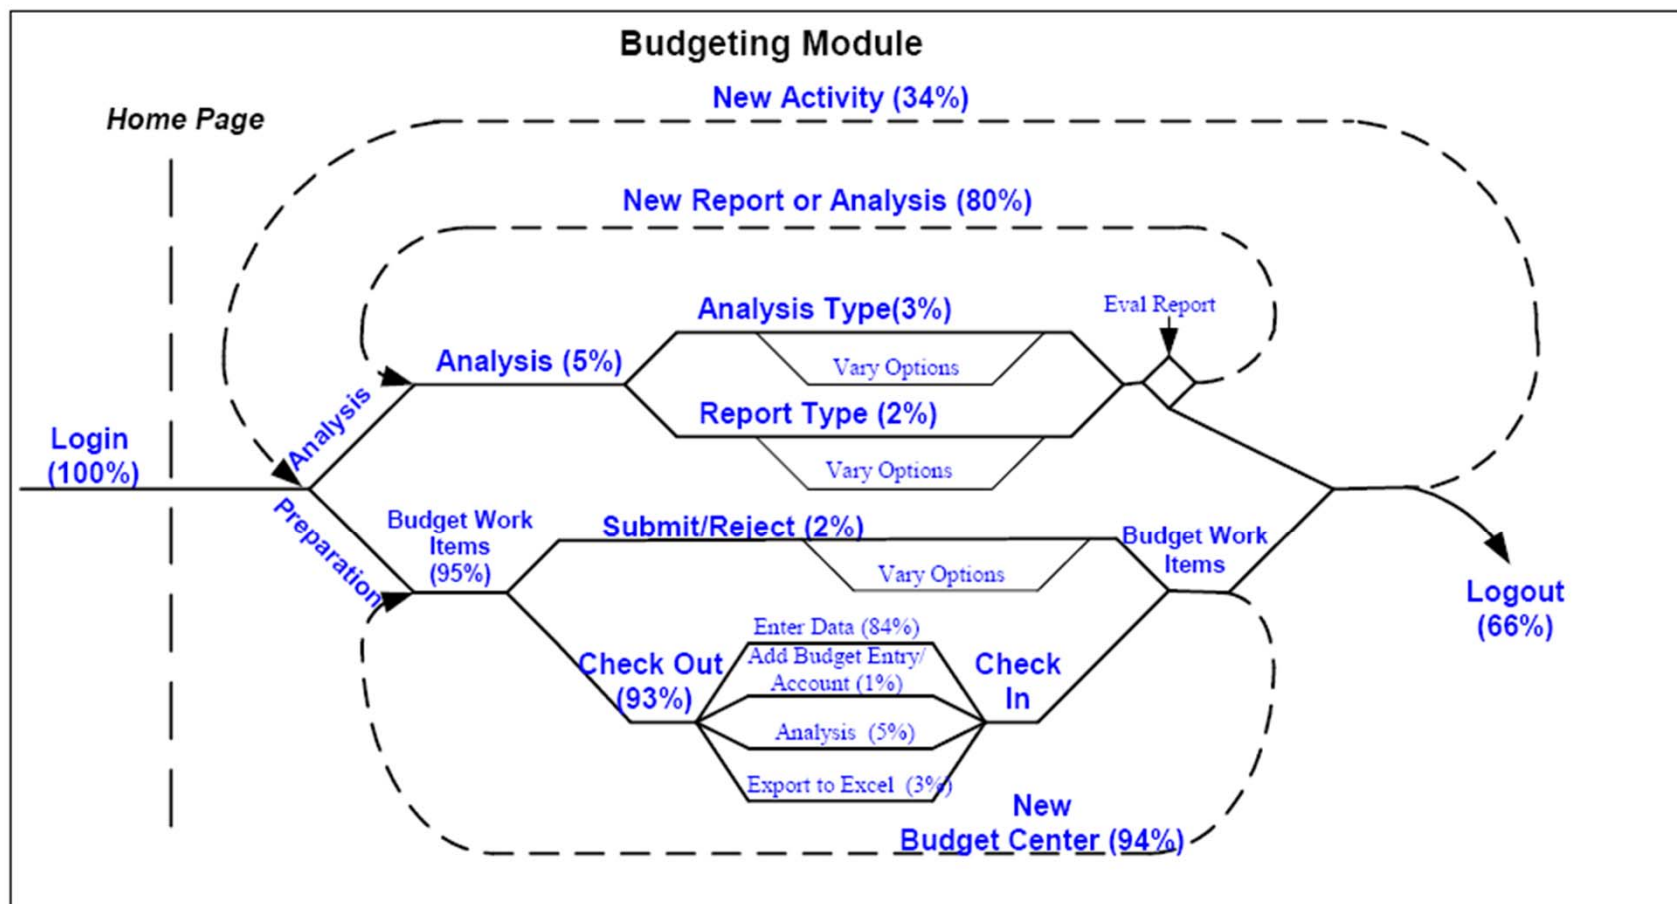 Budgeting Module
New Activity (34%)
Home Page
New Report or Analysis (80%)
Analysis Type(3%)
Eval Report
Analysis (5%)
Vary Options
Analysis
Report Type (2%)
Login
(100%)
Vary Options
Preparation
Budget Work
Items
(95%)
Submit/Reject (2%)
Budget Work
Items
Vary Options
Logout
(66%)
Enter Data (84%)
Check Out
(93%)
Add Budget Entry/
Account (1%)
Check
In
Analysis (5%)
Export to Excel (3%)
New
Budget Center (94%)